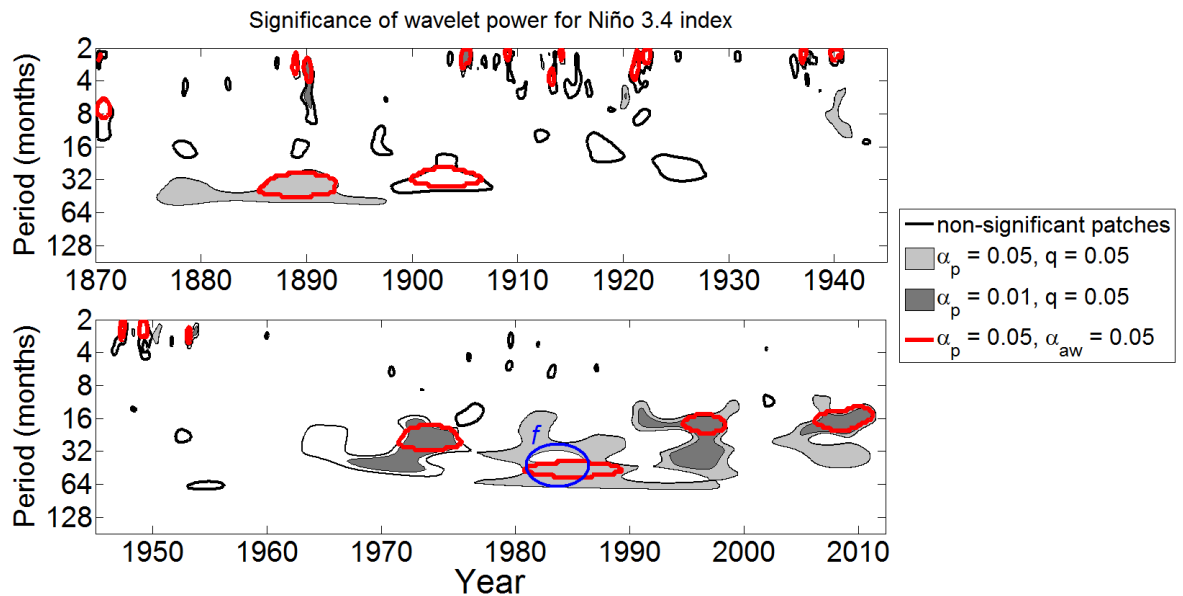 Significance of wavelet power for Niño 3.4 index
Period (months)
2
4
8
16
32
64
128
1870 1880 1890 1900 1910 1920 1930 1940
non-significant patches
αp = 0.05, q = 0.05
αp = 0.01, q = 0.05
αp = 0.05, αaw = 0.05
Period (months)
2
4
8
16
32
64
128
f
1950 1960 1970 1980 1990 2000 2010
Year